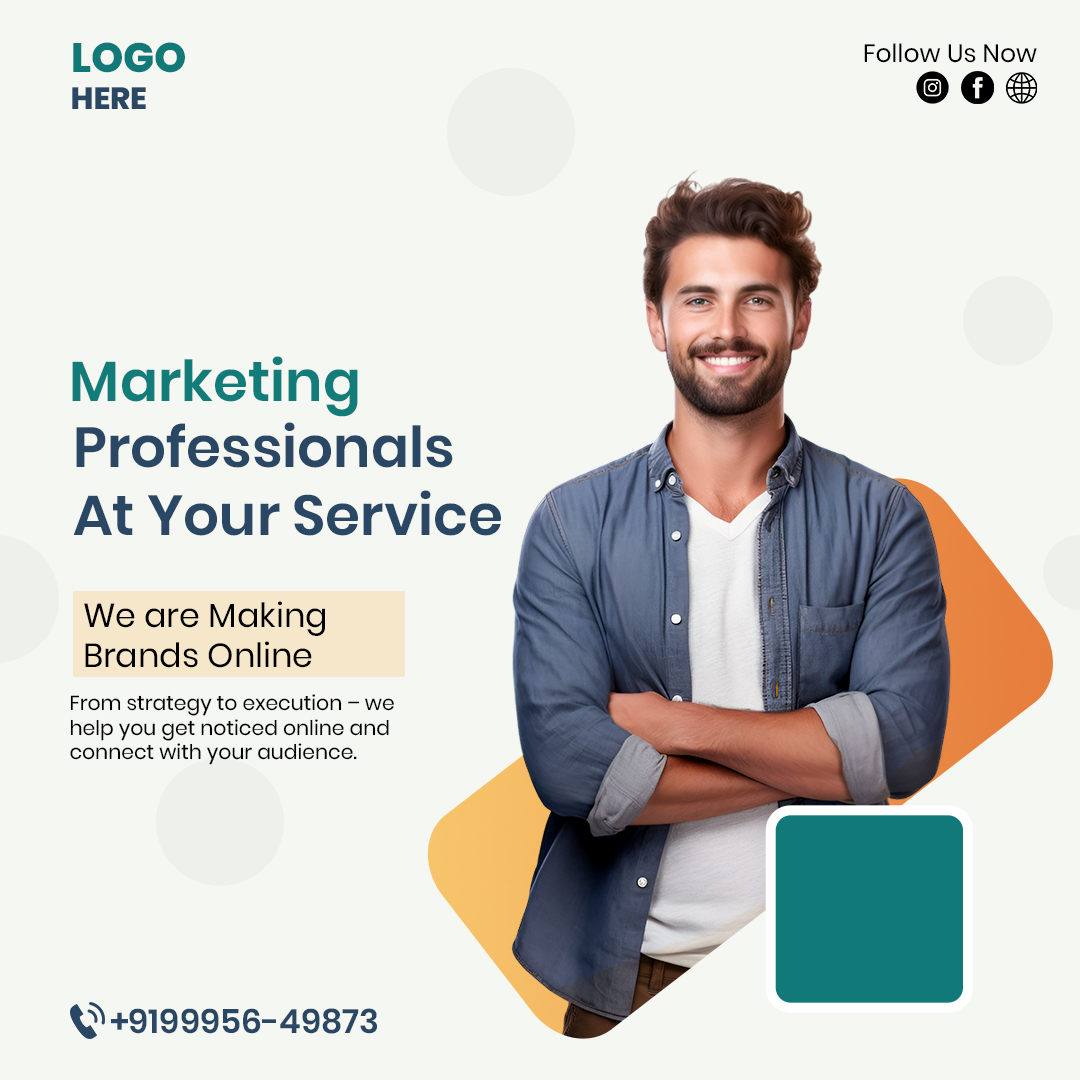 LOGO
HERE
Follow Us Now
Marketing
Professionals
At Your Service
We are Making
Brands Online
From strategy to execution – we
help you get noticed online and
connect with your audience.
+9199956-49873